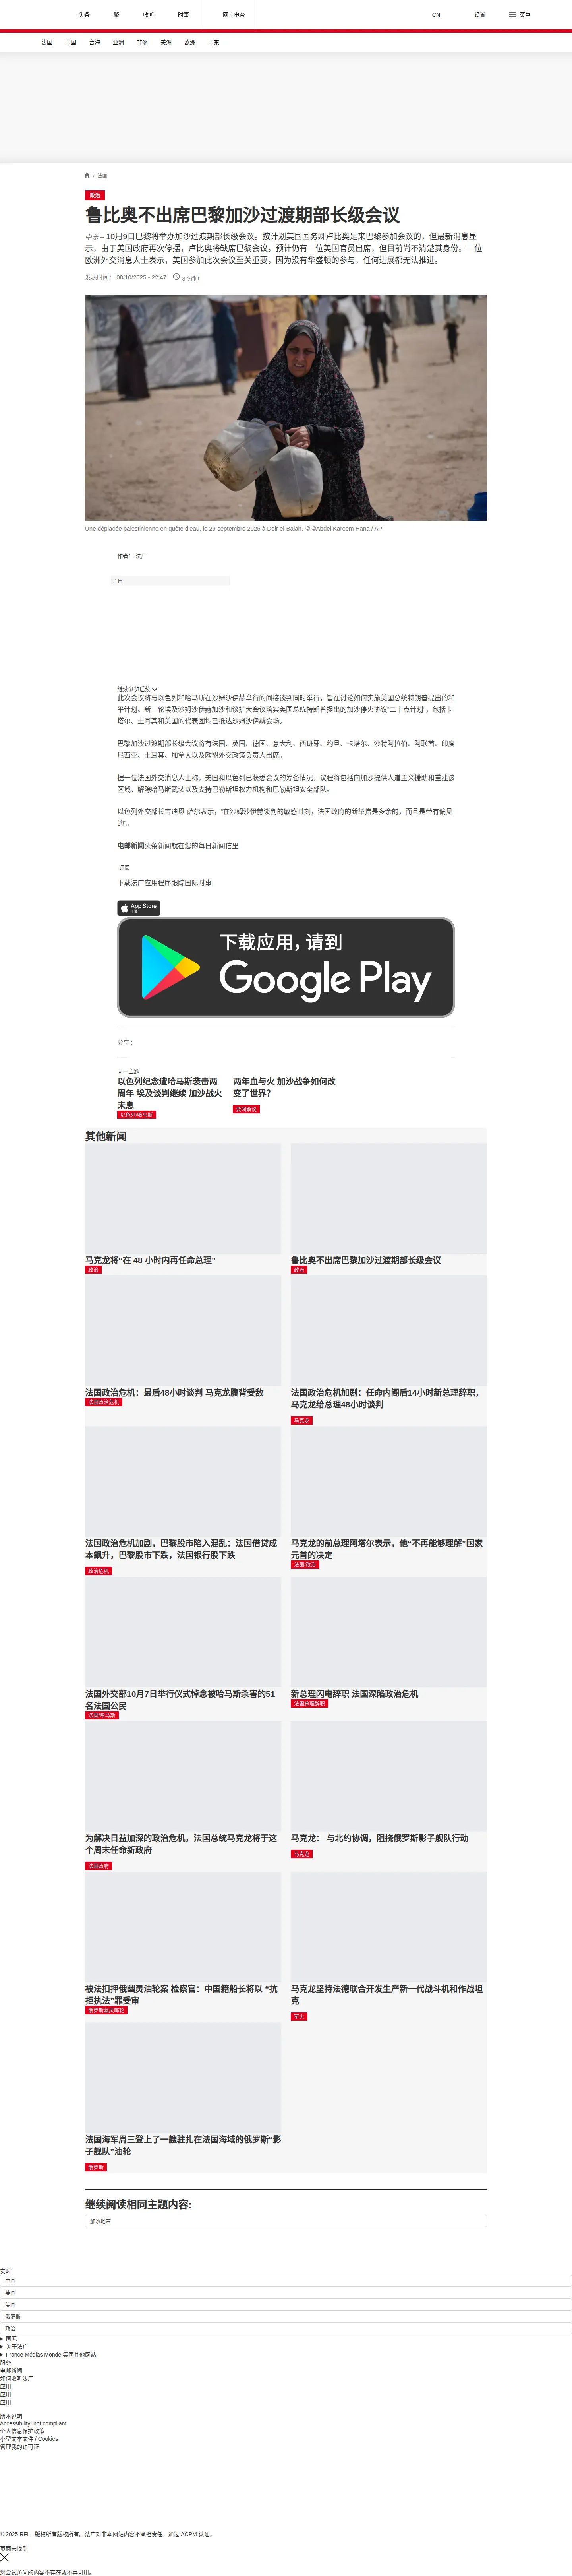 头条
繁
收听
时事
网上电台
CN
设置
菜单
法国
中国
台海
亚洲
非洲
美洲
欧洲
中东
/ 法国
政治
鲁比奥不出席巴黎加沙过渡期部长级会议
中东 – 10月9日巴黎将举办加沙过渡期部长级会议。按计划美国国务卿卢比奥是来巴黎参加会议的，但最新消息显
示，由于美国政府再次停摆，卢比奥将缺席巴黎会议，预计仍有一位美国官员出席，但目前尚不清楚其身份。一位
欧洲外交消息人士表示，美国参加此次会议至关重要，因为没有华盛顿的参与，任何进展都无法推进。
发表时间： 08/10/2025 - 22:47
3 分钟
Une déplacée palestinienne en quête d'eau, le 29 septembre 2025 à Deir el-Balah. © ©Abdel Kareem Hana / AP
作者： 法广
广告
继续浏览后续
此次会议将与以色列和哈马斯在沙姆沙伊赫举行的间接谈判同时举行，旨在讨论如何实施美国总统特朗普提出的和
平计划。新一轮埃及沙姆沙伊赫加沙和谈扩大会议落实美国总统特朗普提出的加沙停火协议“二十点计划”，包括卡
塔尔、土耳其和美国的代表团均已抵达沙姆沙伊赫会场。
巴黎加沙过渡期部长级会议将有法国、英国、德国、意大利、西班牙、约旦、卡塔尔、沙特阿拉伯、阿联酋、印度
尼西亚、土耳其、加拿大以及欧盟外交政策负责人出席。
据一位法国外交消息人士称，美国和以色列已获悉会议的筹备情况，议程将包括向加沙提供人道主义援助和重建该
区域、解除哈马斯武装以及支持巴勒斯坦权力机构和巴勒斯坦安全部队。
以色列外交部长吉迪恩·萨尔表示，“在沙姆沙伊赫谈判的敏感时刻，法国政府的新举措是多余的，而且是带有偏见
的”。
电邮新闻头条新闻就在您的每日新闻信里
订阅
下载法广应用程序跟踪国际时事
App Store
下载
下载应用，请到
Google Play
分享 :
同一主题
以色列纪念遭哈马斯袭击两
周年 埃及谈判继续 加沙战火
未息
以色列/哈马斯
两年血与火 加沙战争如何改
变了世界？
要闻解说
其他新闻
马克龙将“在 48 小时内再任命总理”
政治
鲁比奥不出席巴黎加沙过渡期部长级会议
政治
法国政治危机：最后48小时谈判 马克龙腹背受敌
法国政治危机
法国政治危机加剧：任命内阁后14小时新总理辞职，
马克龙给总理48小时谈判
马克龙
法国政治危机加剧，巴黎股市陷入混乱：法国借贷成
本飙升，巴黎股市下跌，法国银行股下跌
政治危机
马克龙的前总理阿塔尔表示，他“不再能够理解”国家
元首的决定
法国/政治
法国外交部10月7日举行仪式悼念被哈马斯杀害的51
名法国公民
法国/哈马斯
新总理闪电辞职 法国深陷政治危机
法国总理辞职
为解决日益加深的政治危机，法国总统马克龙将于这
个周末任命新政府
法国政府
马克龙： 与北约协调，阻挠俄罗斯影子舰队行动
马克龙
被法扣押俄幽灵油轮案 检察官：中国籍船长将以 “抗
拒执法”罪受审
俄罗斯幽灵邮轮
马克龙坚持法德联合开发生产新一代战斗机和作战坦
克
军火
法国海军周三登上了一艘驻扎在法国海域的俄罗斯“影
子舰队”油轮
俄罗斯
继续阅读相同主题内容:
加沙地带
实时
中国
英国
美国
俄罗斯
政治
国际
关于法广
France Médias Monde 集团其他网站
服务
电邮新闻
如何收听法广
应用
应用
应用
版本说明
Accessibility: not compliant
个人信息保护政策
小型文本文件 / Cookies
管理我的许可证
© 2025 RFI – 版权所有版权所有。法广对非本网站内容不承担责任。通过 ACPM 认证。
页面未找到
您尝试访问的内容不存在或不再可用。